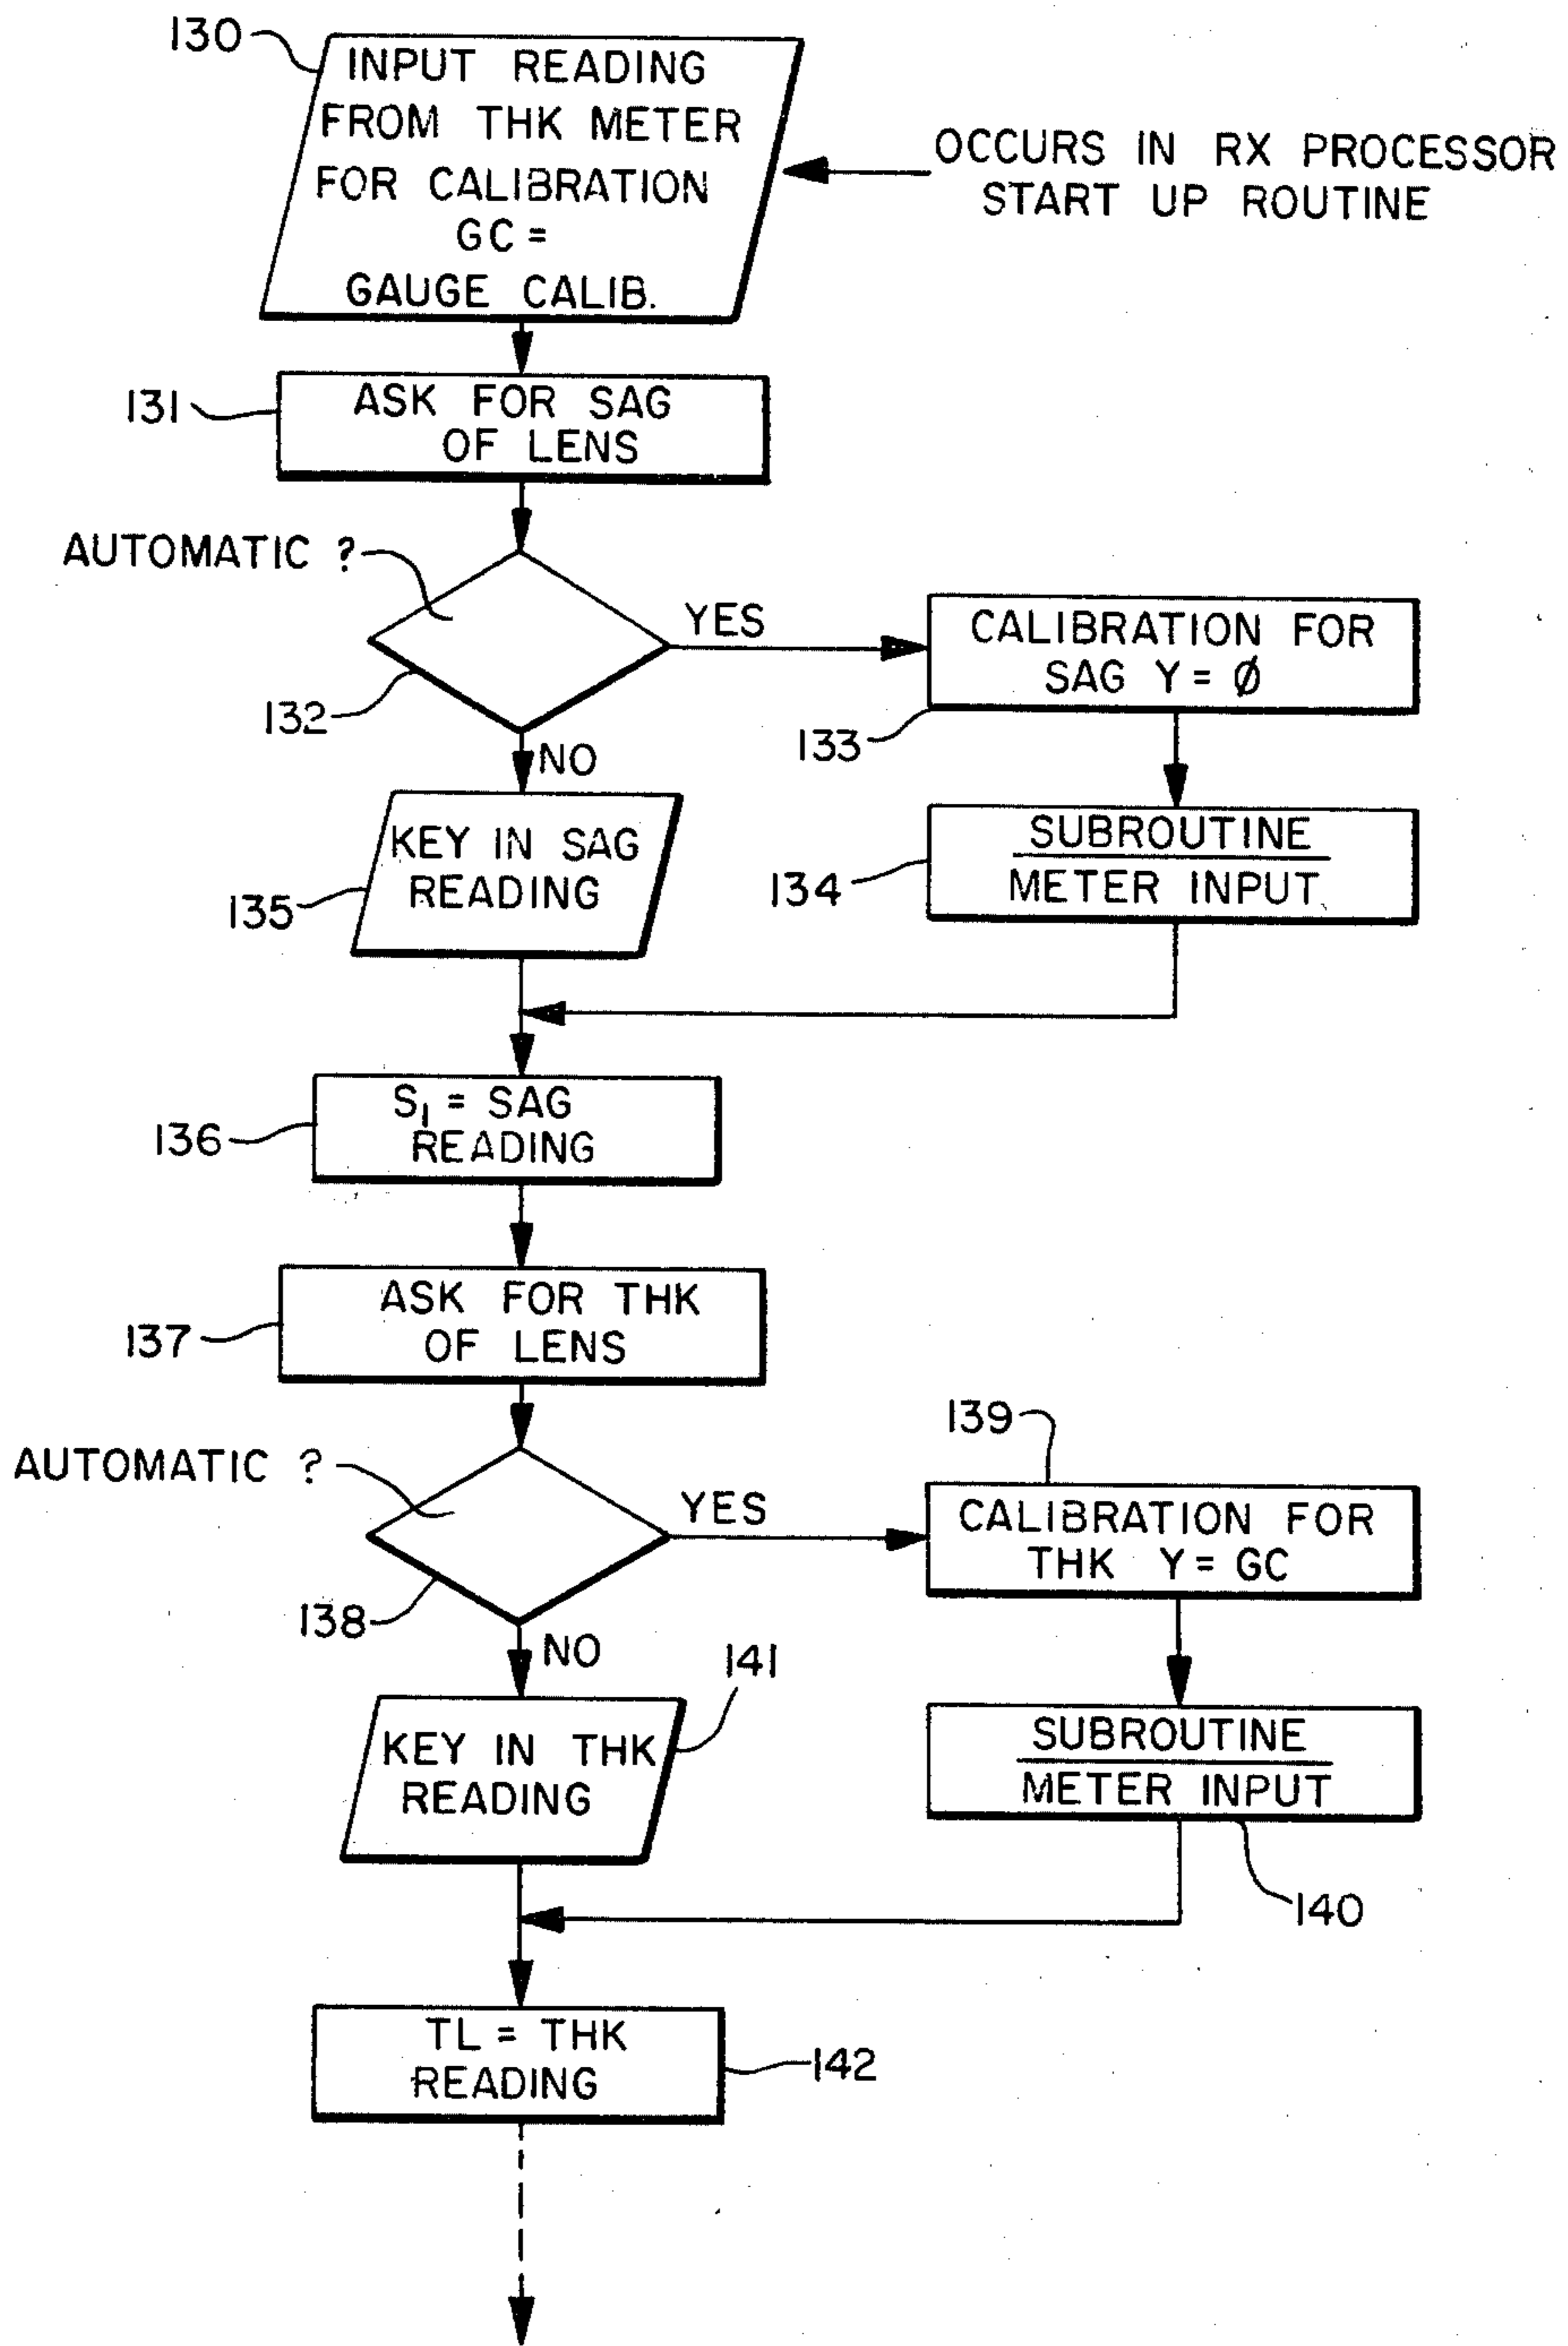 130
INPUT READING
FROM THK METER
FOR CALIBRATION
GC =
GAUGE CALIB.
OCCURS IN RX PROCESSOR
START UP ROUTINE
131
ASK FOR SAG
OF LENS
AUTOMATIC ?
132
YES
NO
CALIBRATION FOR
SAG Y = Ø
133
SUBROUTINE
METER INPUT
134
KEY IN SAG
READING
135
S₁ = SAG
READING
136
ASK FOR THK
OF LENS
137
AUTOMATIC ?
138
YES
NO
139
CALIBRATION FOR
THK Y = GC
SUBROUTINE
METER INPUT
140
141
KEY IN THK
READING
TL = THK
READING
142